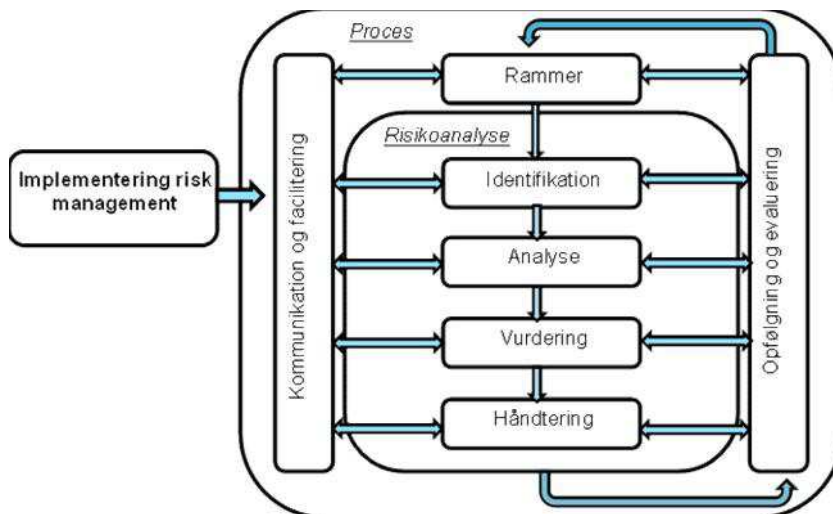 Proces
Rammer
Risikoanalyse
Implementering risk
management
Kommunikation og facilitering
Identifikation
Analyse
Vurdering
Håndtering
Opfølgning og evaluering